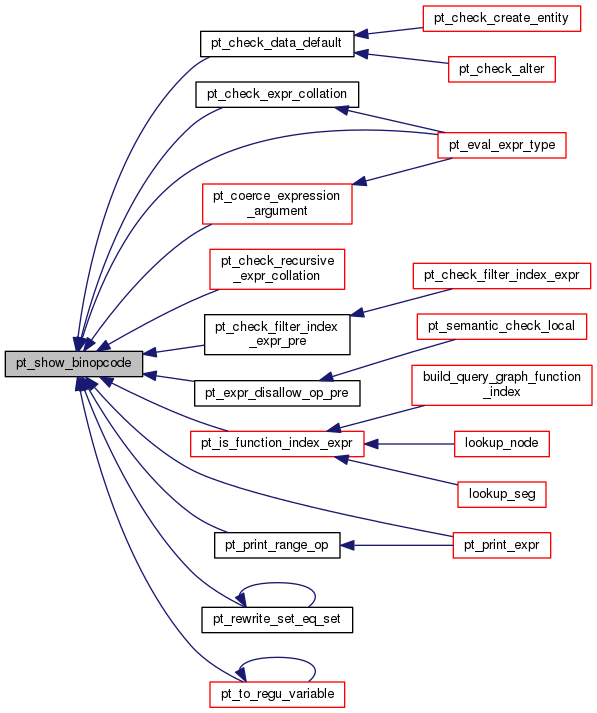 pt_check_create_entity
pt_check_data_default
pt_check_alter
pt_check_expr_collation
pt_eval_expr_type
pt_coerce_expression
_argument
pt_check_recursive
_expr_collation
pt_check_filter_index_expr
pt_check_filter_index
_expr_pre
pt_semantic_check_local
pt_show_binopcode
pt_expr_disallow_op_pre
build_query_graph_function
_index
pt_is_function_index_expr
lookup_node
lookup_seg
pt_print_range_op
pt_print_expr
pt_rewrite_set_eq_set
pt_to_regu_variable